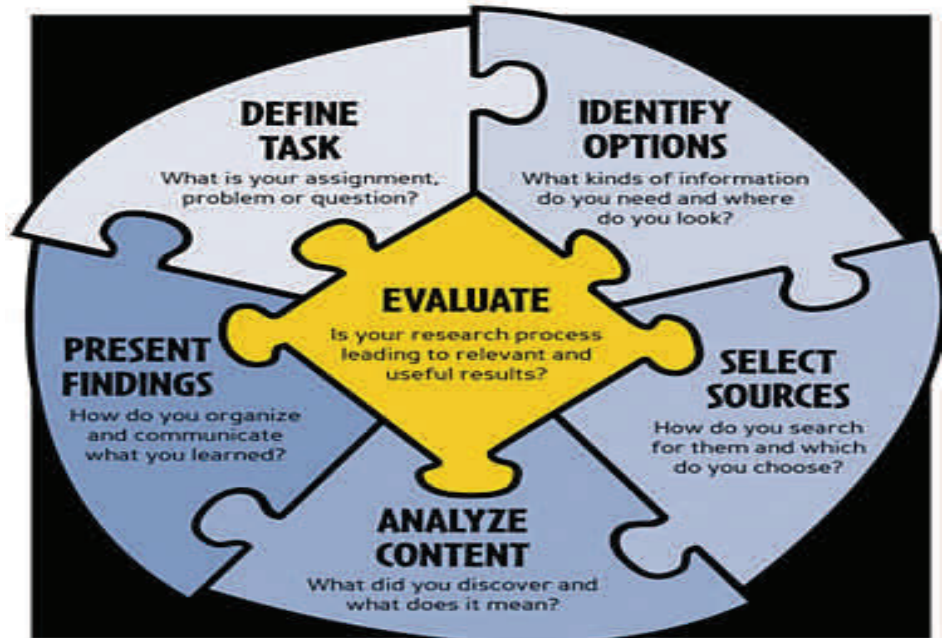 DEFINE
TASK
What is your assignment,
problem or question?
IDENTIFY
OPTIONS
What kinds of information
do you need and where
do you look?
EVALUATE
Is your research process
leading to relevant and
useful results?
SELECT
SOURCES
How do you search
for them and which
do you choose?
ANALYZE
CONTENT
What did you discover and
what does it mean?
PRESENT
FINDINGS
How do you organize
and communicate
what you learned?